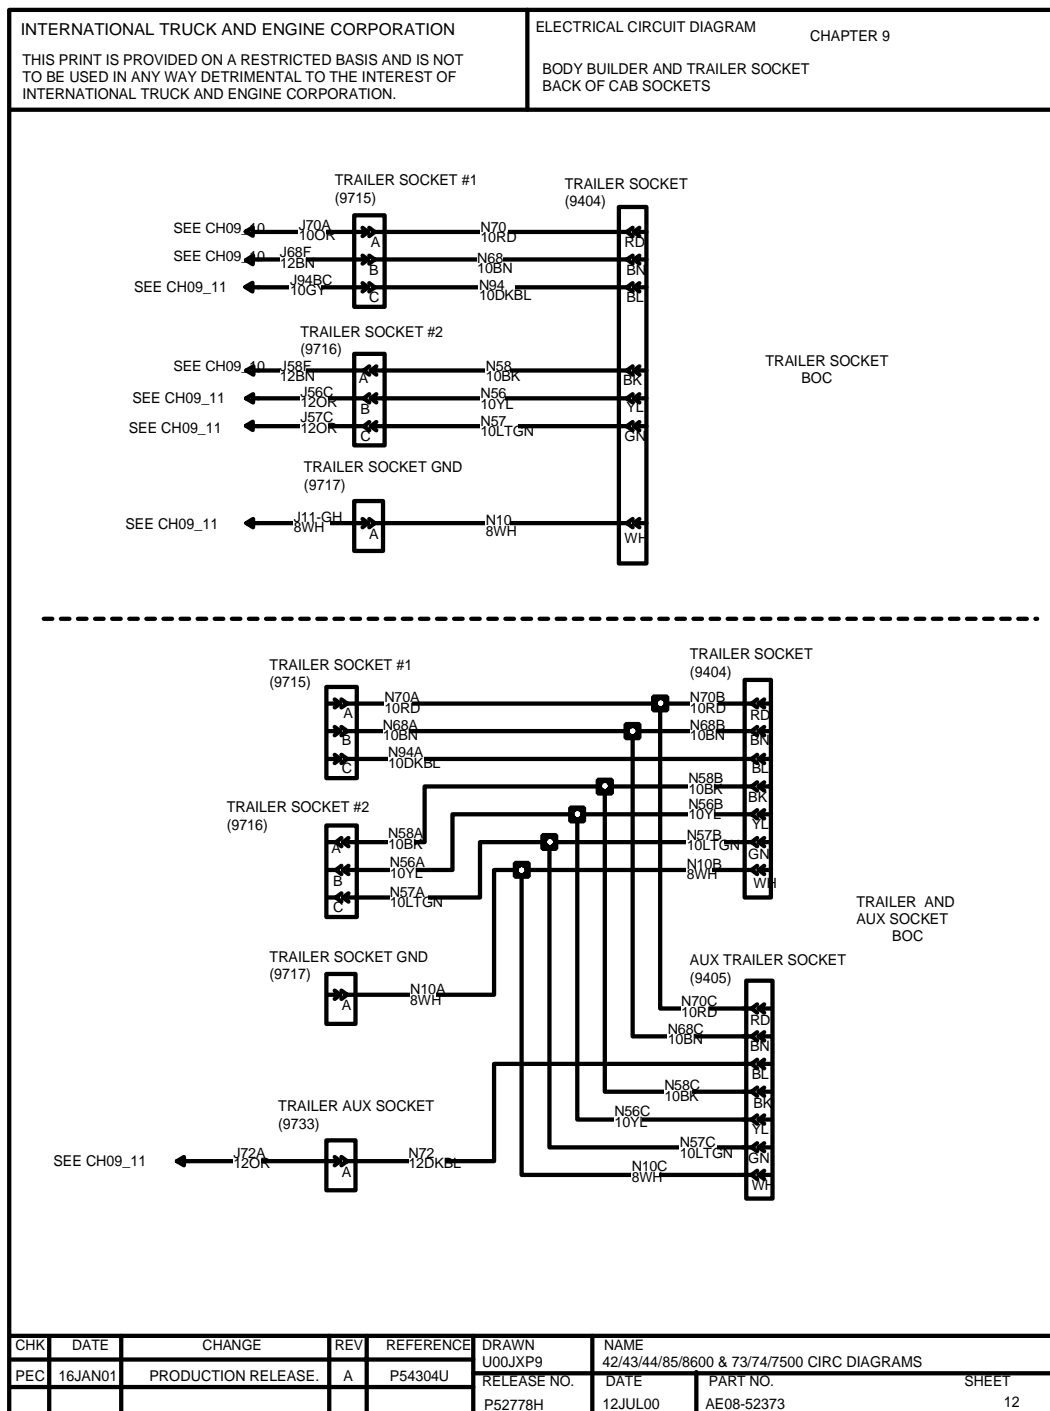 INTERNATIONAL TRUCK AND ENGINE CORPORATION
THIS PRINT IS PROVIDED ON A RESTRICTED BASIS AND IS NOT
TO BE USED IN ANY WAY DETRIMENTAL TO THE INTEREST OF
INTERNATIONAL TRUCK AND ENGINE CORPORATION.
ELECTRICAL CIRCUIT DIAGRAM
CHAPTER 9
BODY BUILDER AND TRAILER SOCKET
BACK OF CAB SOCKETS
TRAILER SOCKET #1
(9715)
TRAILER SOCKET
(9404)
SEE CH09_10 J70A 10OR A N70 10RD RD
SEE CH09_10 J68F 12BN B N68 10BN BN
SEE CH09_11 J94BC 10GY C N94 10DKBL BL
TRAILER SOCKET #2
(9716)
SEE CH09_10 J58F 12BN A N58 10BK BK
SEE CH09_11 J56C 12OR B N56 10YL YL
SEE CH09_11 J57C 12OR C N57 10LTGN GN
TRAILER SOCKET
BOC
TRAILER SOCKET GND
(9717)
SEE CH09_11 J11-GH 8WH A N10 8WH WH
TRAILER SOCKET #1
(9715)
TRAILER SOCKET
(9404)
A N70A 10RD N70B 10RD RD
B N68A 10BN N68B 10BN BN
C N94A 10DKBL BL
N58B 10BK BK
TRAILER SOCKET #2
(9716)
N56B 10YL YL
A N58A 10BK N57B 10LTGN GN
B N56A 10YL N10B 8WH WH
C N57A 10LTGN
TRAILER AND
AUX SOCKET
BOC
TRAILER SOCKET GND
(9717)
AUX TRAILER SOCKET
(9405)
A N10A 8WH N70C 10RD RD
N68C 10BN BN
BL
N58C 10BK BK
TRAILER AUX SOCKET
(9733)
N56C 10YL YL
N57C 10LTGN GN
SEE CH09_11 J72A 12OR A N72 12DKBL
N10C 8WH WH
CHK DATE CHANGE REV REFERENCE
PEC 16JAN01 PRODUCTION RELEASE. A P54304U
DRAWN
U00JXP9
NAME
42/43/44/85/8600 & 73/74/7500 CIRC DIAGRAMS
RELEASE NO.
P52778H
DATE
12JUL00
PART NO.
AE08-52373
SHEET
12